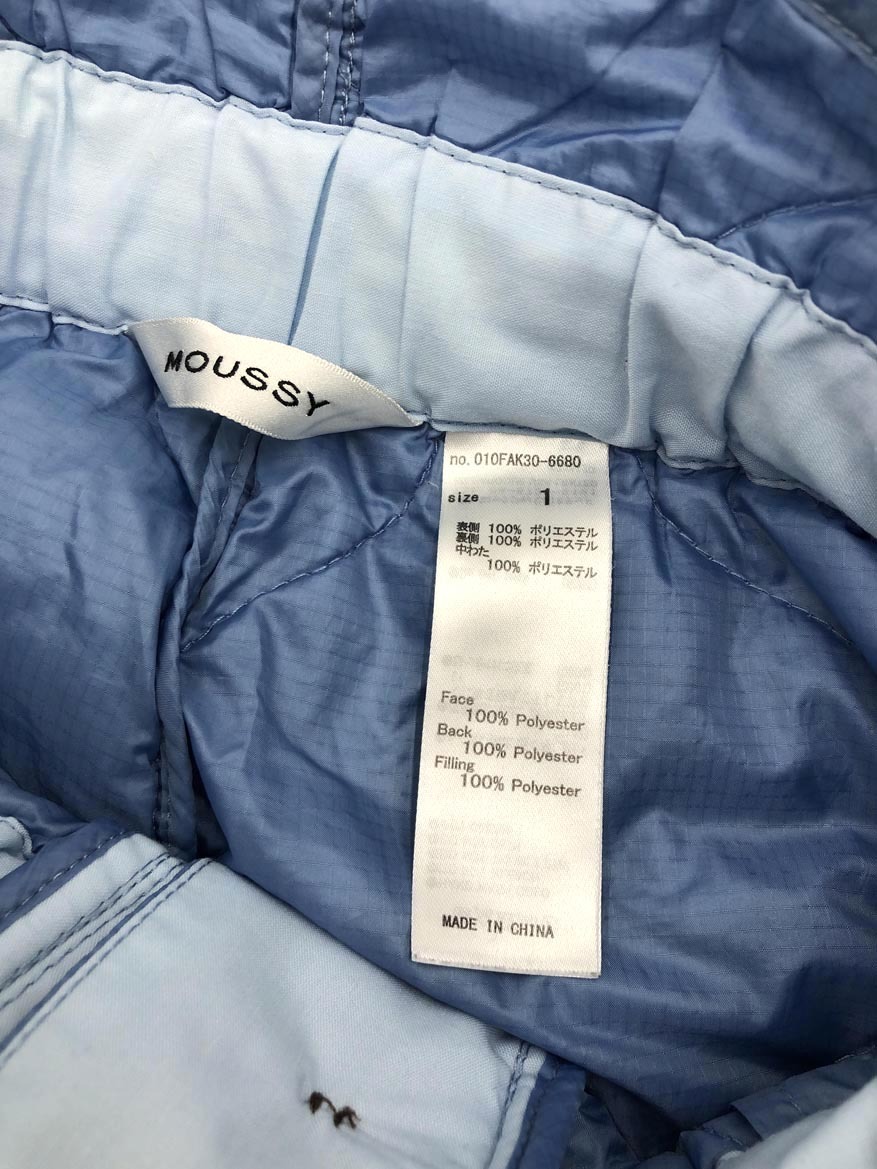 MOUSSY
no.010FAK30-6680
size 1
表側 100% ポリエステル
裏側 100% ポリエステル
中わた
100% ポリエステル
Face
100% Polyester
Back
100% Polyester
Filling
100% Polyester
MADE IN CHINA